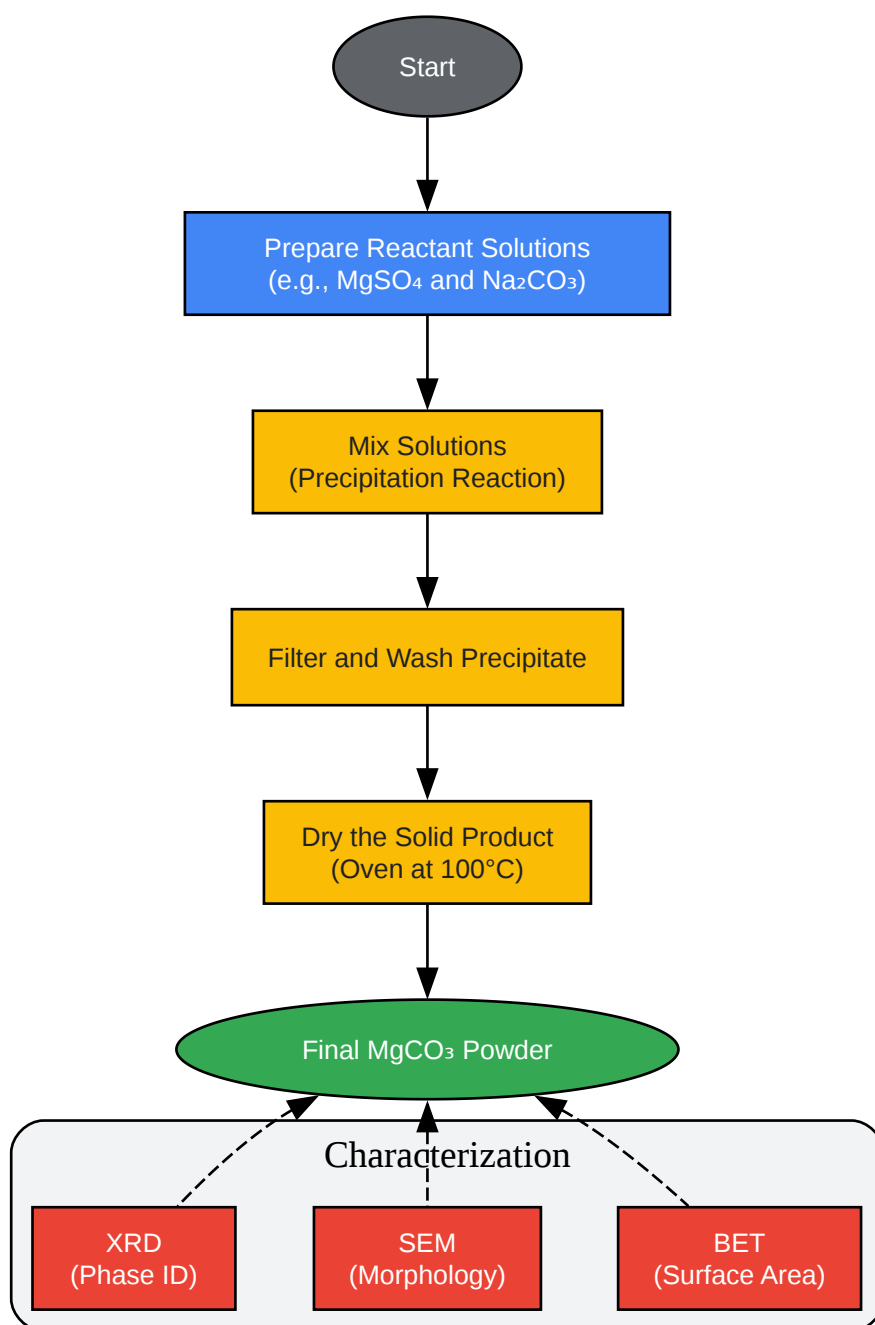 Start
Prepare Reactant Solutions
(e.g., MgSO₄ and Na₂CO₃)
Mix Solutions
(Precipitation Reaction)
Filter and Wash Precipitate
Dry the Solid Product
(Oven at 100°C)
Final MgCO₃ Powder
Characterization
XRD
(Phase ID)
SEM
(Morphology)
BET
(Surface Area)